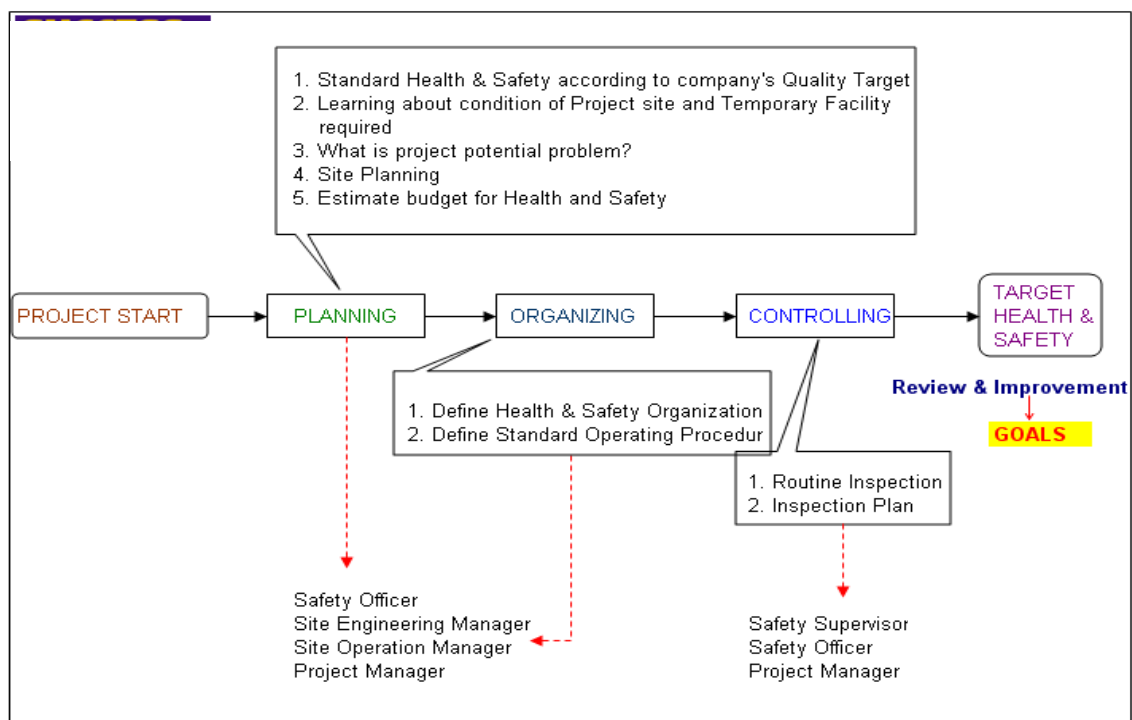 1. Standard Health & Safety according to company's Quality Target
2. Learning about condition of Project site and Temporary Facility
required
3. What is project potential problem?
4. Site Planning
5. Estimate budget for Health and Safety
PROJECT START
PLANNING
ORGANIZING
CONTROLLING
TARGET
HEALTH &
SAFETY
Review & Improvement
GOALS
1. Define Health & Safety Organization
2. Define Standard Operating Procedur
1. Routine Inspection
2. Inspection Plan
Safety Officer
Site Engineering Manager
Site Operation Manager
Project Manager
Safety Supervisor
Safety Officer
Project Manager